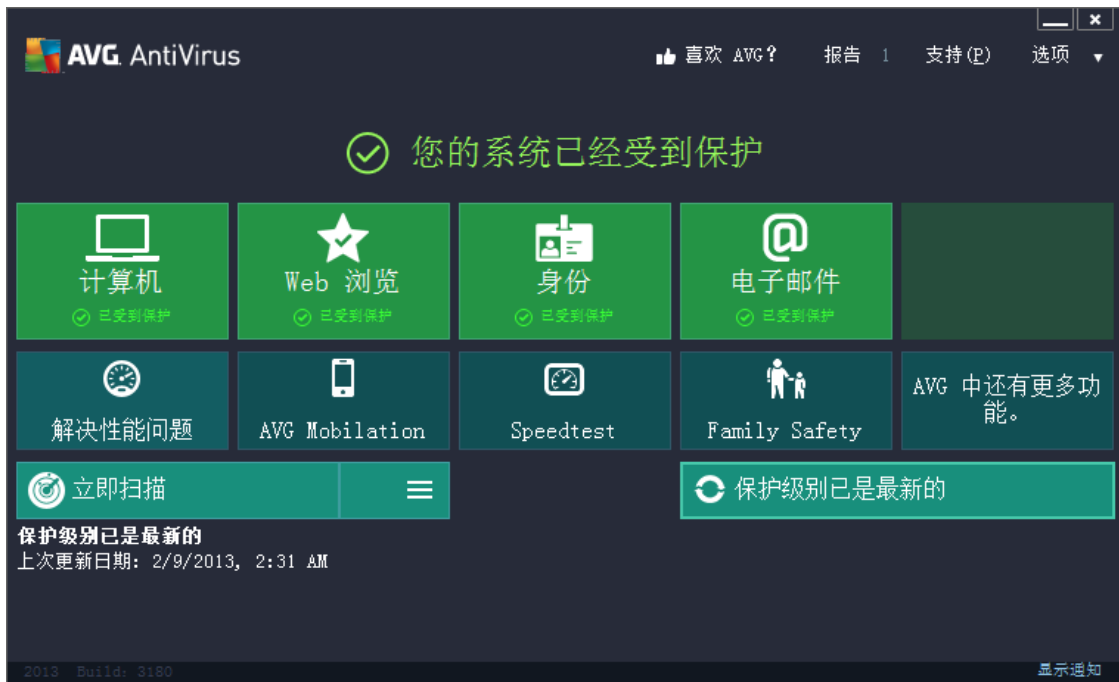 AVG AntiVirus
喜欢 AVG? 报告 1 支持(P) 选项
您的系统已经受到保护
计算机 Web 浏览 身份 电子邮件
已受到保护 已受到保护 已受到保护 已受到保护
解决性能问题 AVG Mobilation Speedtest Family Safety
AVG 中还有更多功
能。
立即扫描 保护级别已是最新的
保护级别已是最新的
上次更新日期: 2/9/2013, 2:31 AM
2013 Build: 3180 显示通知